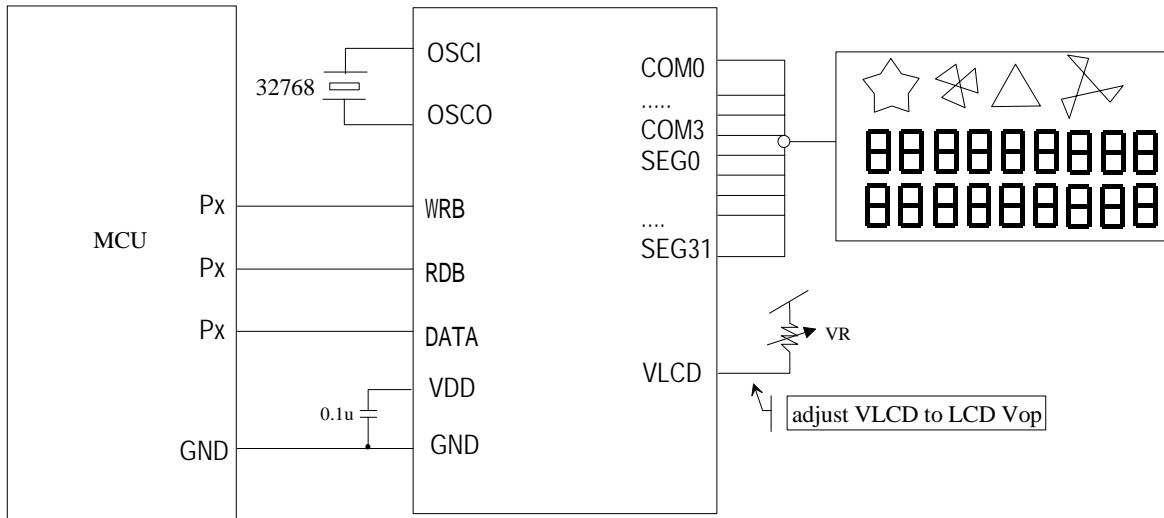 MCU
Px
Px
Px
GND
32768
0.1u
OSCI
OSCO
WRB
RDB
DATA
VDD
GND
COM0
.....
COM3
SEG0
....
SEG31
VLCD
VR
adjust VLCD to LCD Vop